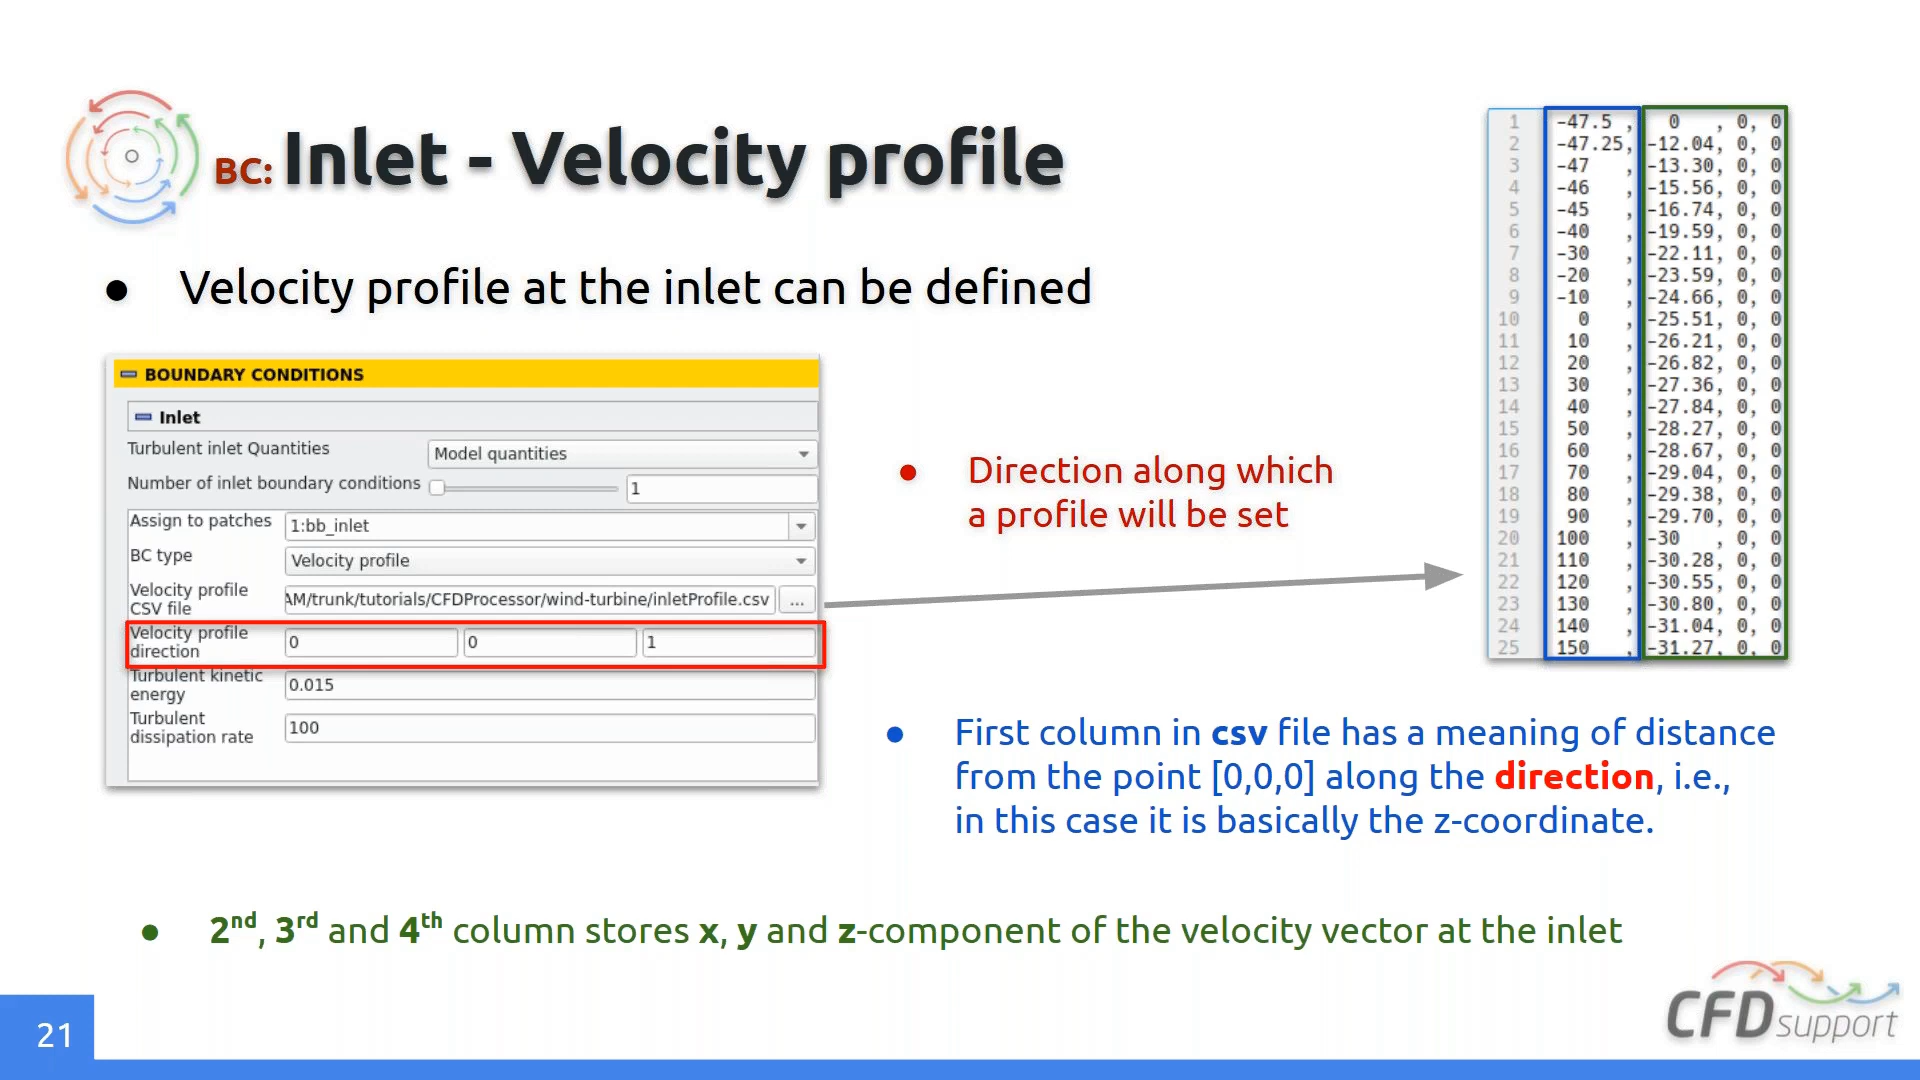 BC: Inlet - Velocity profile
● Velocity profile at the inlet can be defined
BOUNDARY CONDITIONS
Inlet
Turbulent inlet Quantities Model quantities
Number of inlet boundary conditions 1
Assign to patches 1:bb_inlet
BC type Velocity profile
Velocity profile
CSV file AM/trunk/tutorials/CFDProcessor/wind-turbine/inletProfile.csv ...
Velocity profile
direction 0 0 1
Turbulent kinetic
energy 0.015
Turbulent
dissipation rate 100
● Direction along which
a profile will be set
1 -47.5 , 0 , 0, 0
2 -47.25, -12.04, 0, 0
3 -47 , -13.30, 0, 0
4 -46 , -15.56, 0, 0
5 -45 , -16.74, 0, 0
6 -40 , -19.59, 0, 0
7 -30 , -22.11, 0, 0
8 -20 , -23.59, 0, 0
9 -10 , -24.66, 0, 0
10 0 , -25.51, 0, 0
11 10 , -26.21, 0, 0
12 20 , -26.82, 0, 0
13 30 , -27.36, 0, 0
14 40 , -27.84, 0, 0
15 50 , -28.27, 0, 0
16 60 , -28.67, 0, 0
17 70 , -29.04, 0, 0
18 80 , -29.38, 0, 0
19 90 , -29.70, 0, 0
20 100 , -30 , 0, 0
21 110 , -30.28, 0, 0
22 120 , -30.55, 0, 0
23 130 , -30.80, 0, 0
24 140 , -31.04, 0, 0
25 150 , -31.27, 0, 0
● First column in csv file has a meaning of distance
from the point [0,0,0] along the direction, i.e.,
in this case it is basically the z-coordinate.
● 2nd, 3rd and 4th column stores x, y and z-component of the velocity vector at the inlet
21
CFD support